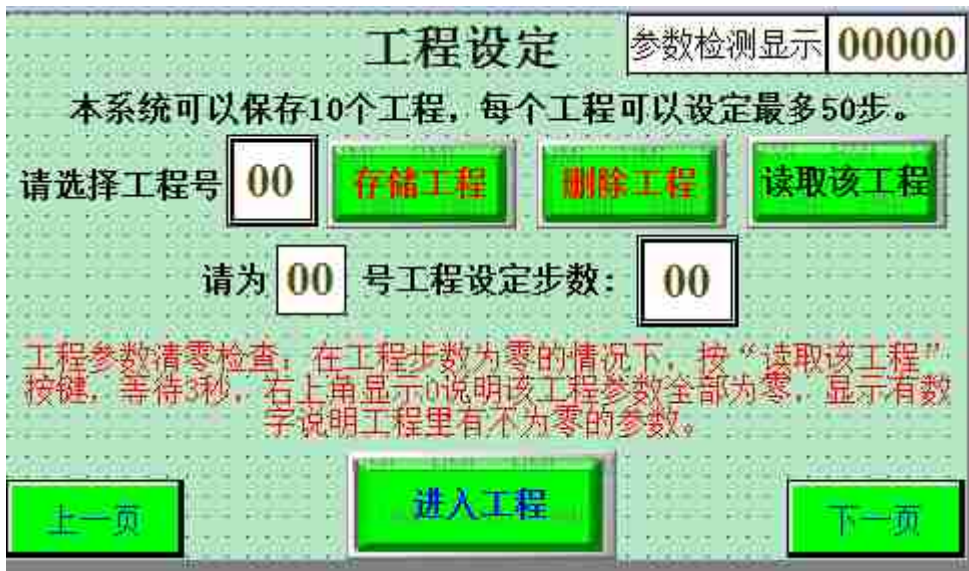 工程设定
参数检测显示 00000
本系统可以保存10个工程，每个工程可以设定最多50步。
请选择工程号 00 存储工程 删除工程 读取该工程
请为 00 号工程设定步数： 00
工程参数清零检查：在工程步数为零的情况下，按“读取该工程”
按键，等待3秒，右上角显示0说明该工程参数全部为零，显示有数
字说明工程里有不为零的参数。
上一页 进入工程 下一页